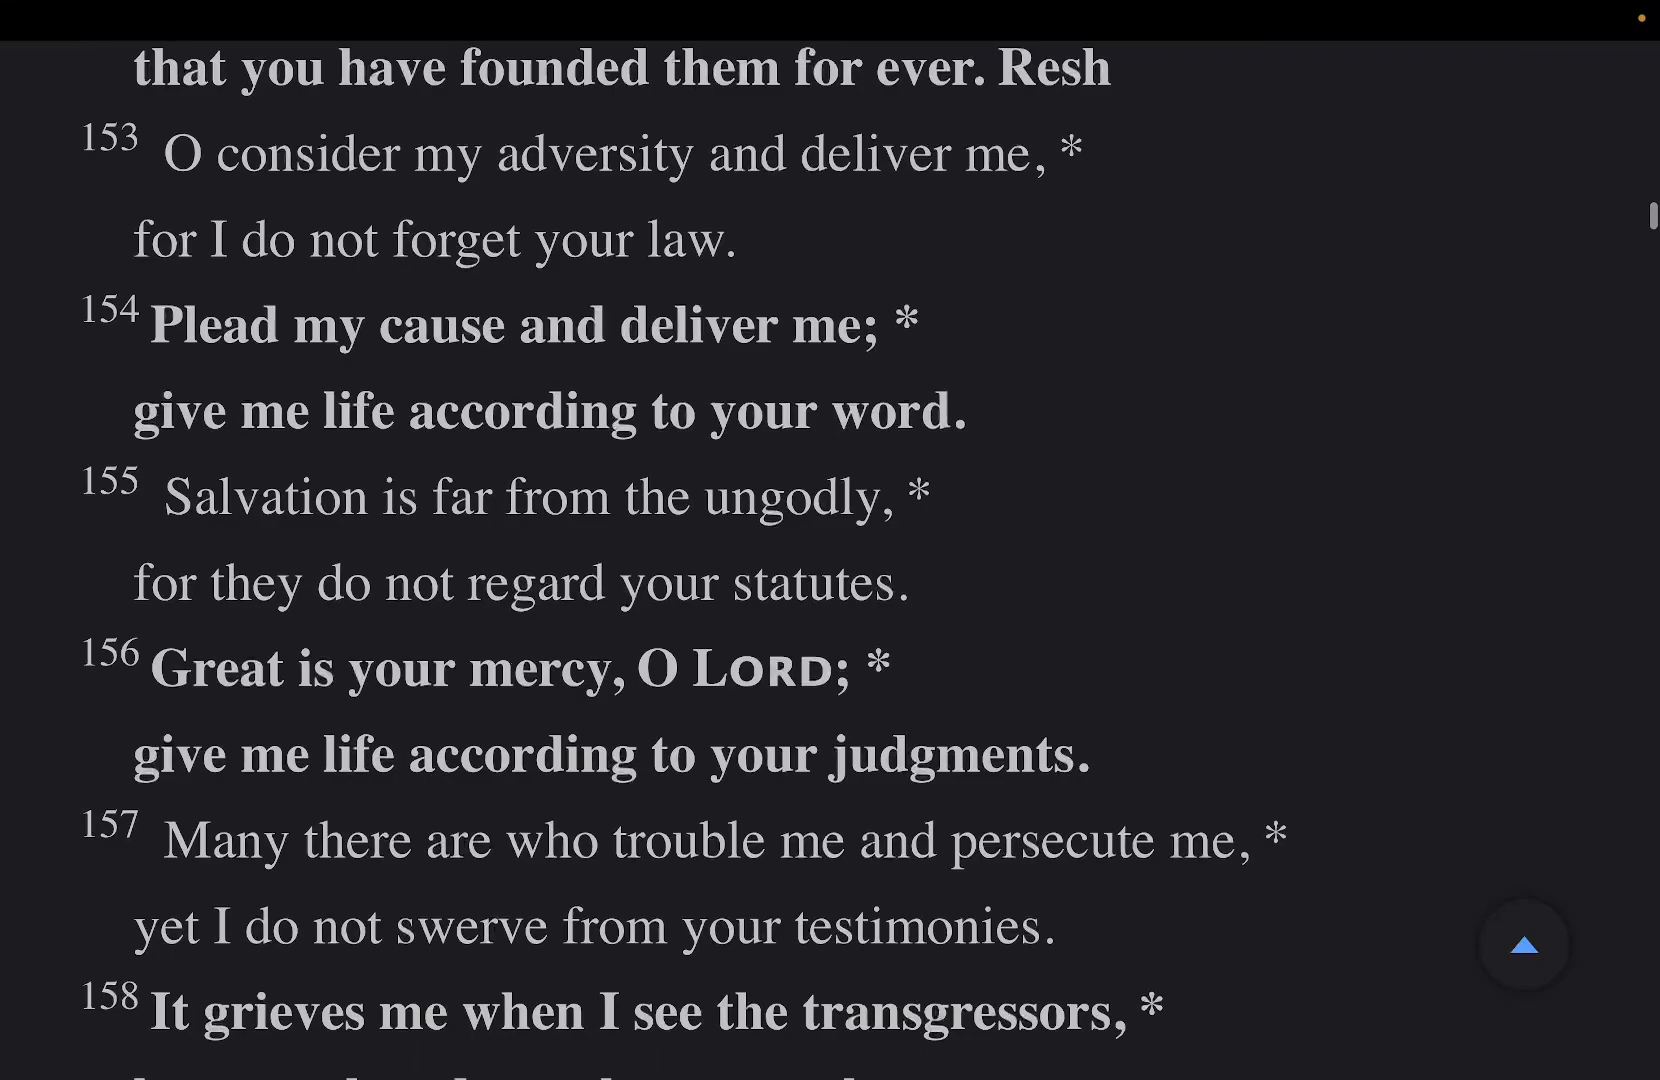 that you have founded them for ever. Resh
153 O consider my adversity and deliver me, *
for I do not forget your law.
154 Plead my cause and deliver me; *
give me life according to your word.
155 Salvation is far from the ungodly, *
for they do not regard your statutes.
156 Great is your mercy, O LORD; *
give me life according to your judgments.
157 Many there are who trouble me and persecute me, *
yet I do not swerve from your testimonies.
158 It grieves me when I see the transgressors, *